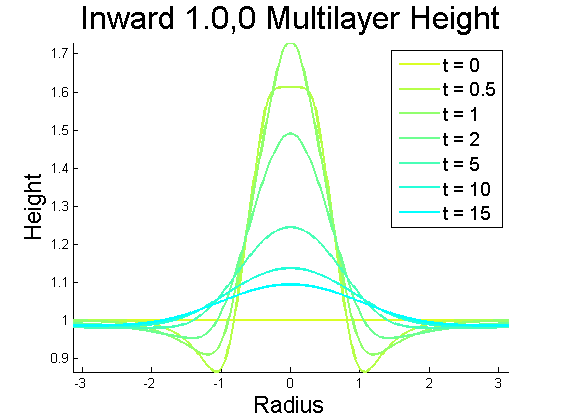 Inward 1.0,0 Multilayer Height
1.7
1.6
1.5
1.4
1.3
1.2
1.1
1
0.9
Height
t = 0
t = 0.5
t = 1
t = 2
t = 5
t = 10
t = 15
-3 -2 -1 0 1 2 3
Radius